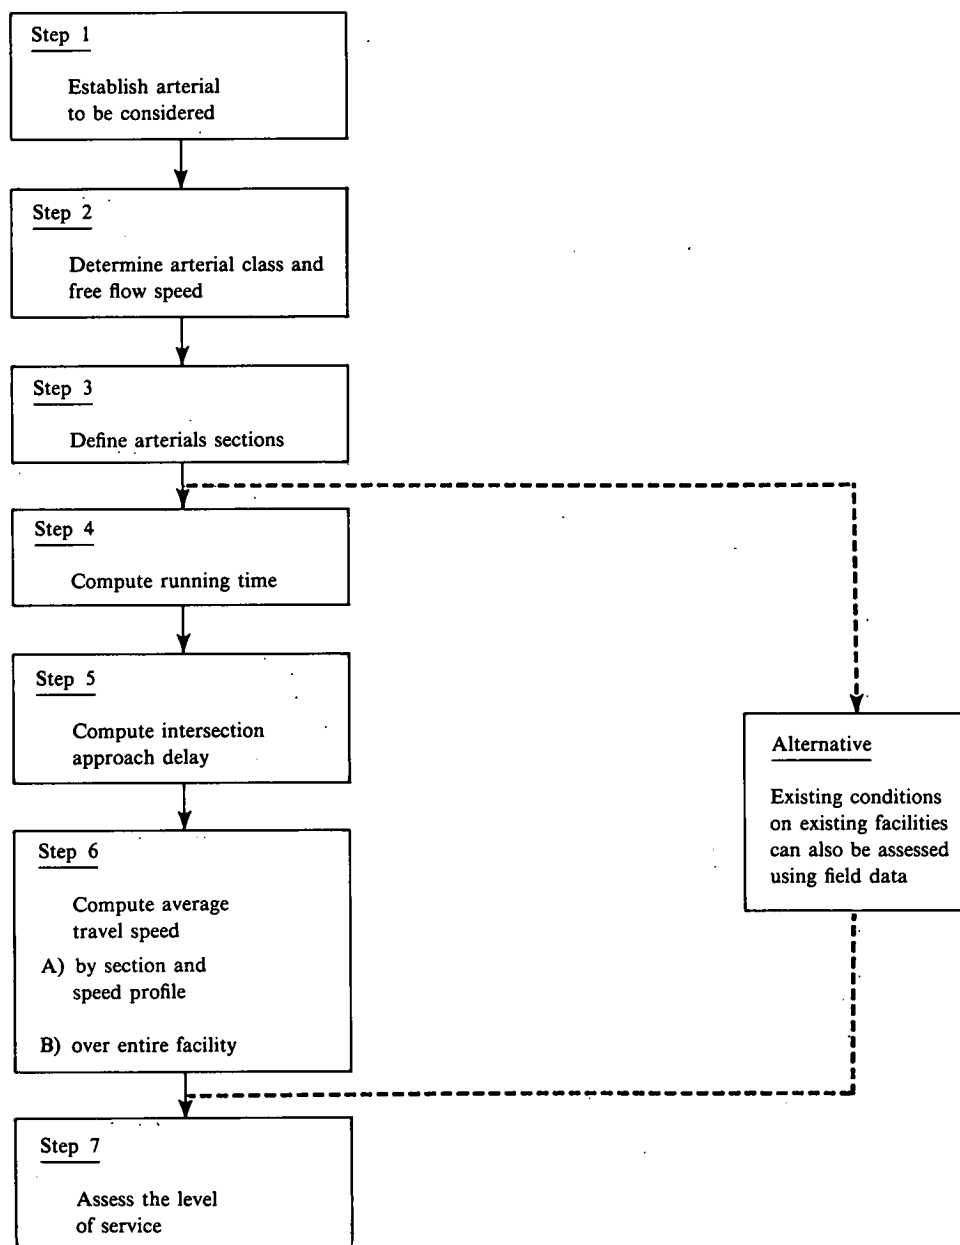 Step 1
Establish arterial
to be considered
Step 2
Determine arterial class and
free flow speed
Step 3
Define arterials sections
Step 4
Compute running time
Step 5
Compute intersection
approach delay
Step 6
Compute average
travel speed
A) by section and
speed profile
B) over entire facility
Alternative
Existing conditions
on existing facilities
can also be assessed
using field data
Step 7
Assess the level
of service